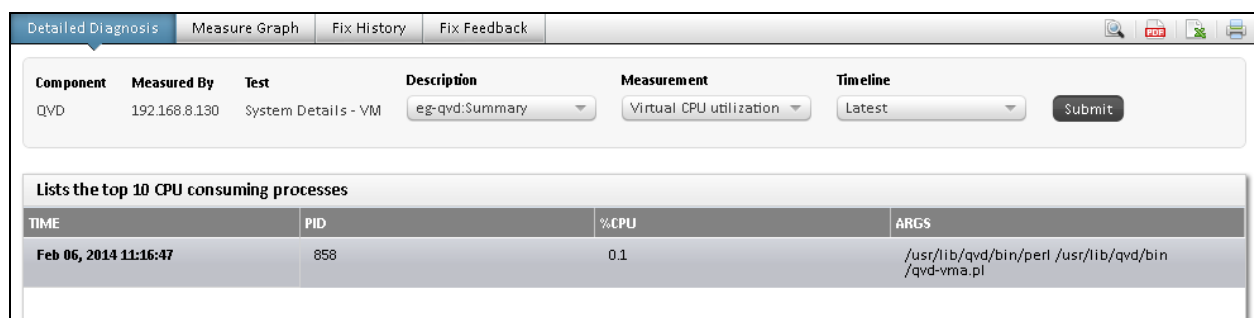 Detailed Diagnosis Measure Graph Fix History Fix Feedback
PDF
Component Measured By Test Description Measurement Timeline
QVD 192.168.8.130 System Details - VM eg-qvd:Summary Virtual CPU utilization Latest Submit
Lists the top 10 CPU consuming processes
TIME PID %CPU ARGS
Feb 06, 2014 11:16:47 858 0.1 /usr/lib/qvd/bin/perl /usr/lib/qvd/bin
/qvd-vma.pl